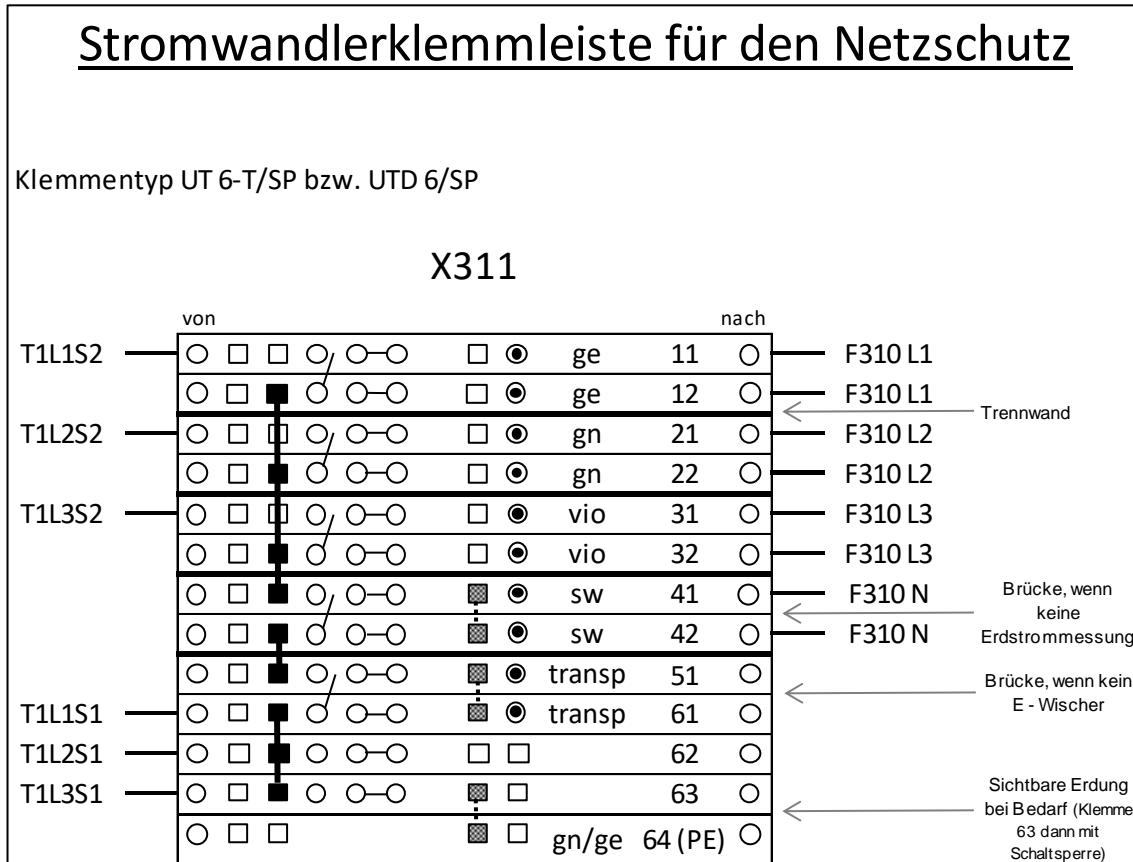 Stromwandlerklemmleiste für den Netzschutz
Klemmentyp UT 6-T/SP bzw. UTD 6/SP
X311
von nach
T1L1S2 ge 11 F310 L1
ge 12 F310 L1
Trennwand
T1L2S2 gn 21 F310 L2
gn 22 F310 L2
T1L3S2 vio 31 F310 L3
vio 32 F310 L3
sw 41 F310 N
sw 42 F310 N
Brücke, wenn
keine
Erdstrommessung
transp 51
T1L1S1 transp 61
Brücke, wenn kein
E - Wischer
T1L2S1 62
T1L3S1 63
gn/ge 64 (PE)
Sichtbare Erdung
bei Bedarf (Klemme
63 dann mit
Schaltsperre)